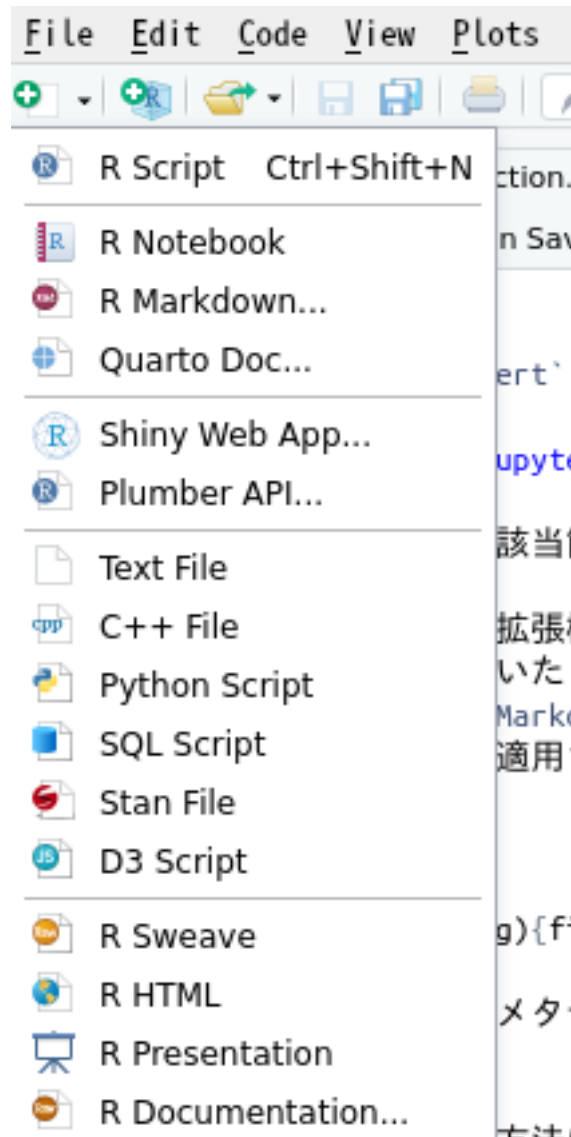 File Edit Code View Plots
R Script Ctrl+Shift+N
R Notebook
R Markdown...
Quarto Doc...
Shiny Web App...
Plumber API...
Text File
C++ File
Python Script
SQL Script
Stan File
D3 Script
R Sweave
R HTML
R Presentation
R Documentation...
ction.
n Sav
ert`
upyte
該当
拡張
いた
Mark
適用
g){f
メタ